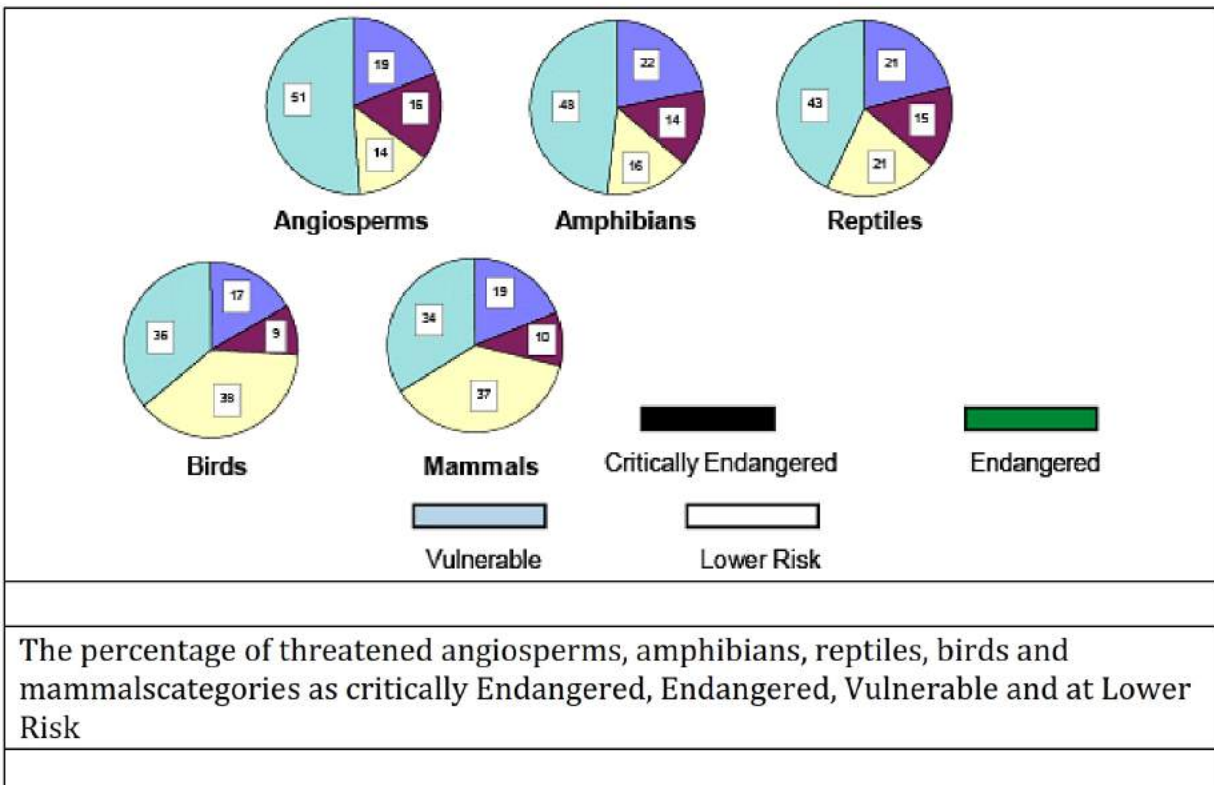 51
19
16
14
Angiosperms
48
22
14
16
Amphibians
43
21
15
21
Reptiles
36
17
9
38
Birds
34
19
10
37
Mammals
Critically Endangered
Endangered
Vulnerable
Lower Risk
The percentage of threatened angiosperms, amphibians, reptiles, birds and
mammalscategories as critically Endangered, Endangered, Vulnerable and at Lower
Risk